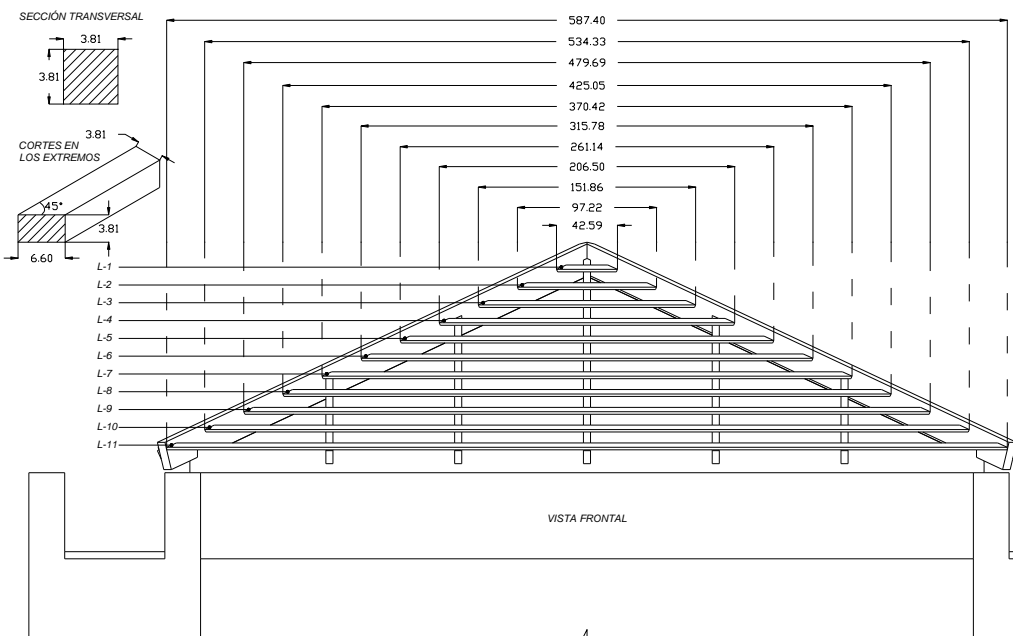 SECCIÓN TRANSVERSAL
3.81
3.81
CORTES EN
LOS EXTREMOS
3.81
45°
3.81
6.60
587.40
534.33
479.69
425.05
370.42
315.78
261.14
206.50
151.86
97.22
42.59
L-1
L-2
L-3
L-4
L-5
L-6
L-7
L-8
L-9
L-10
L-11
VISTA FRONTAL